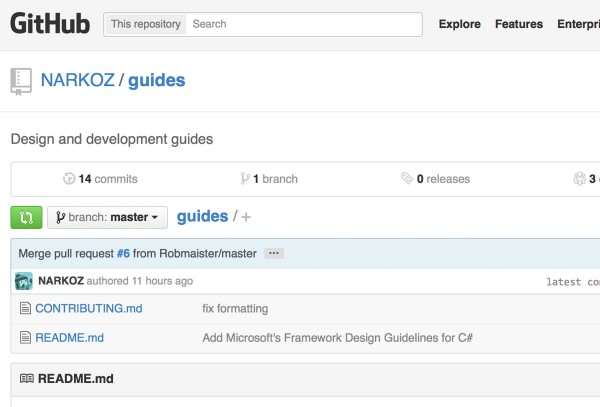 GitHub This repository Search Explore Features Enterpri
NARKOZ / guides
Design and development guides
14 commits 1 branch 0 releases 3
branch: master guides / +
Merge pull request #6 from Robmaister/master ...
NARKOZ authored 11 hours ago latest co
CONTRIBUTING.md fix formatting
README.md Add Microsoft's Framework Design Guidelines for C#
README.md